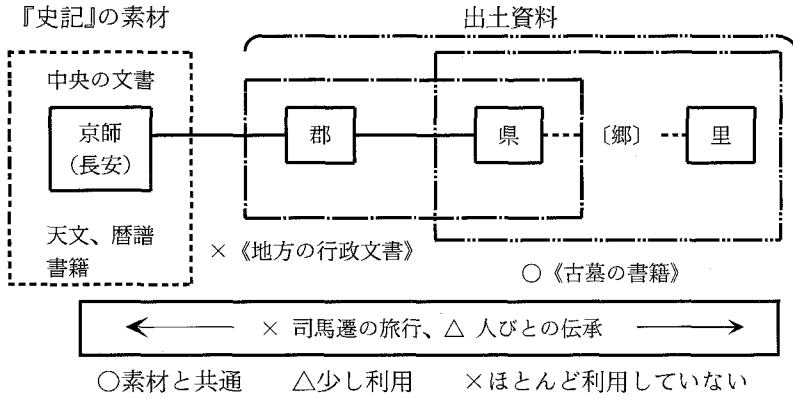 『史記』の素材
出土資料
中央の文書
京師
(長安)
郡
県
〔郷〕
里
天文、暦譜
書籍
×《地方の行政文書》
○《古墓の書籍》
× 司馬遷の旅行、△ 人びとの伝承
○素材と共通 △少し利用 ×ほとんど利用していない